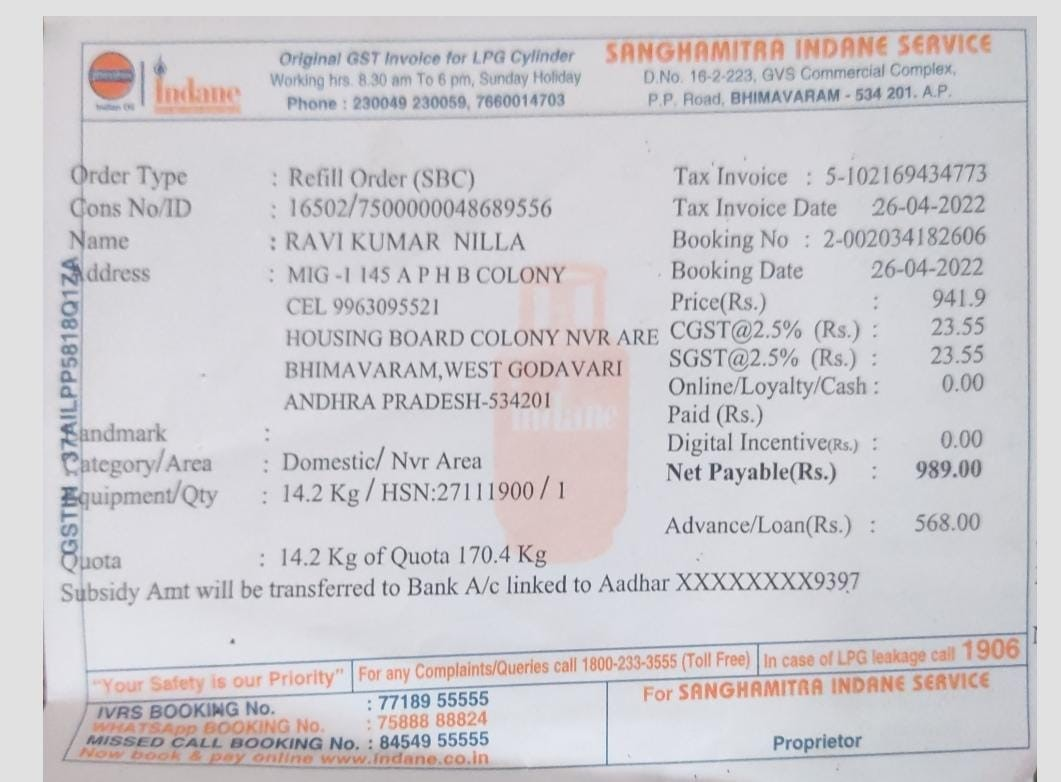 IndianOil
Indane
Original GST Invoice for LPG Cylinder
Working hrs. 8.30 am To 6 pm, Sunday Holiday
Phone : 230049 230059, 7660014703
SANGHAMITRA INDANE SERVICE
D.No. 16-2-223, GVS Commercial Complex,
P.P. Road, BHIMAVARAM - 534 201. A.P.
GSTIN : 37AILPP5818Q1ZA
Order Type : Refill Order (SBC)
Cons No/ID : 16502/7500000048689556
Name : RAVI KUMAR NILLA
Address : MIG -1 145 A P H B COLONY
CEL 9963095521
HOUSING BOARD COLONY NVR ARE
BHIMAVARAM,WEST GODAVARI
ANDHRA PRADESH-534201
Landmark :
Category/Area : Domestic/ Nvr Area
Equipment/Qty : 14.2 Kg / HSN:27111900 / 1
Quota : 14.2 Kg of Quota 170.4 Kg
Tax Invoice : 5-102169434773
Tax Invoice Date 26-04-2022
Booking No : 2-002034182606
Booking Date 26-04-2022
Price(Rs.) : 941.9
CGST@2.5% (Rs.) : 23.55
SGST@2.5% (Rs.) : 23.55
Online/Loyalty/Cash : 0.00
Paid (Rs.)
Digital Incentive(Rs.) : 0.00
Net Payable(Rs.) : 989.00
Advance/Loan(Rs.) : 568.00
Indane
Subsidy Amt will be transferred to Bank A/c linked to Aadhar XXXXXXXX9397
"Your Safety is our Priority"
For any Complaints/Queries call 1800-233-3555 (Toll Free)
In case of LPG leakage call 1906
IVRS BOOKING No. : 77189 55555
WHATSApp BOOKING No. : 75888 88824
MISSED CALL BOOKING No. : 84549 55555
Now book & pay online www.indane.co.in
For SANGHAMITRA INDANE SERVICE
Proprietor